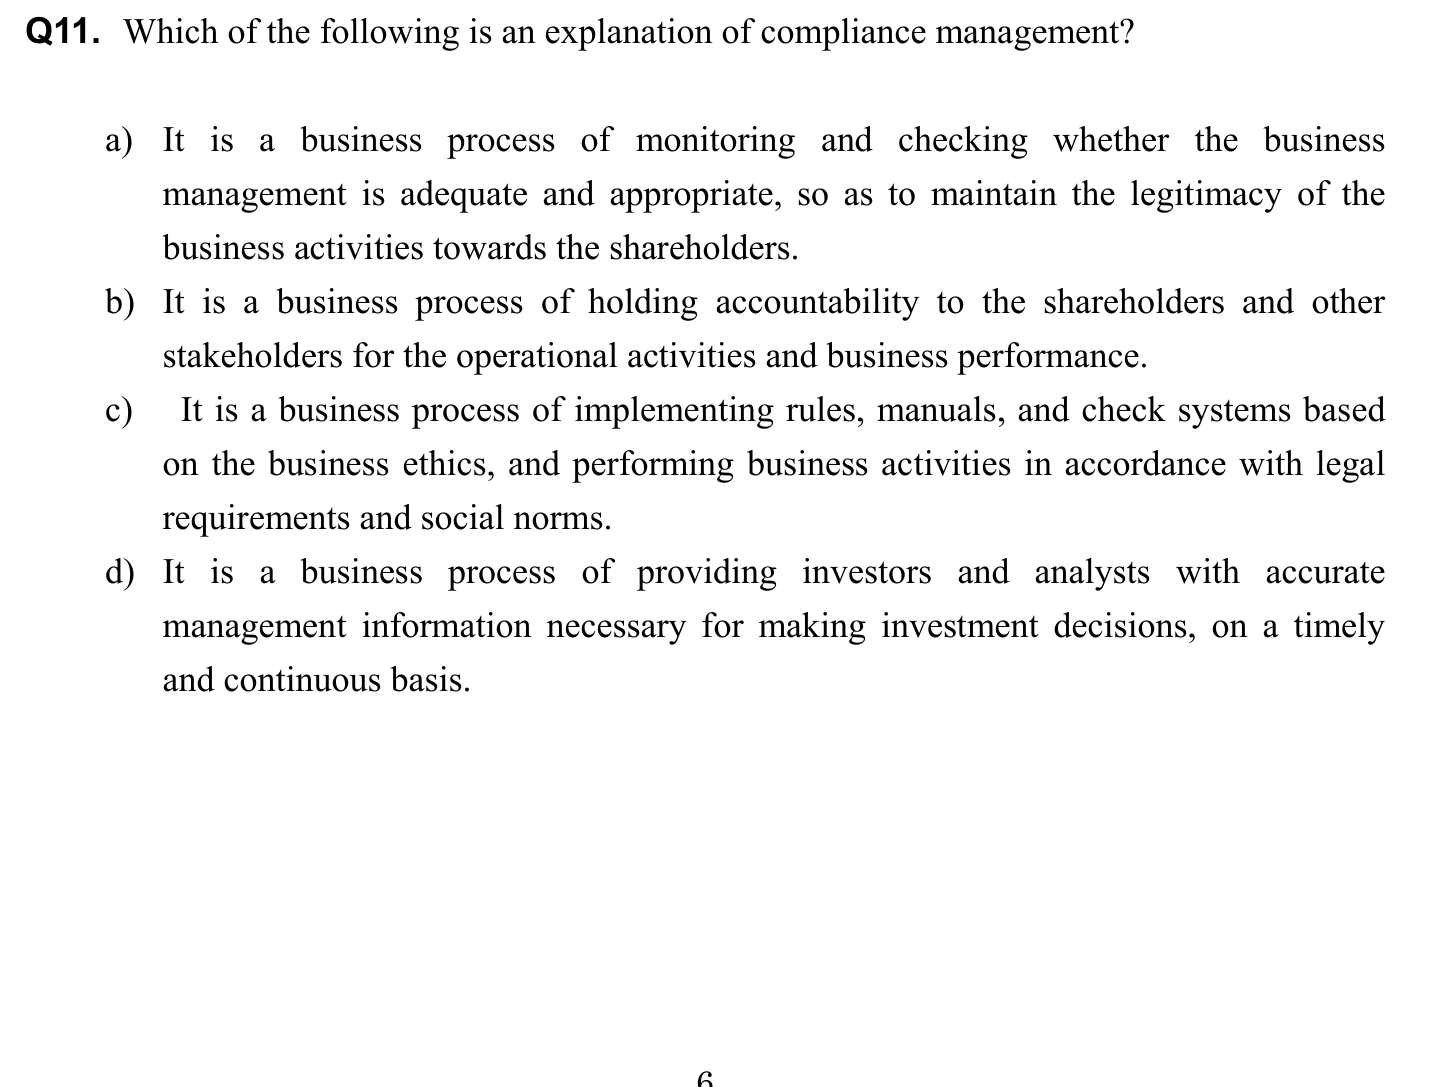 Q11. Which of the following is an explanation of compliance management?
a) It is a business process of monitoring and checking whether the business
management is adequate and appropriate, so as to maintain the legitimacy of the
business activities towards the shareholders.
b) It is a business process of holding accountability to the shareholders and other
stakeholders for the operational activities and business performance.
c) It is a business process of implementing rules, manuals, and check systems based
on the business ethics, and performing business activities in accordance with legal
requirements and social norms.
d) It is a business process of providing investors and analysts with accurate
management information necessary for making investment decisions, on a timely
and continuous basis.
6